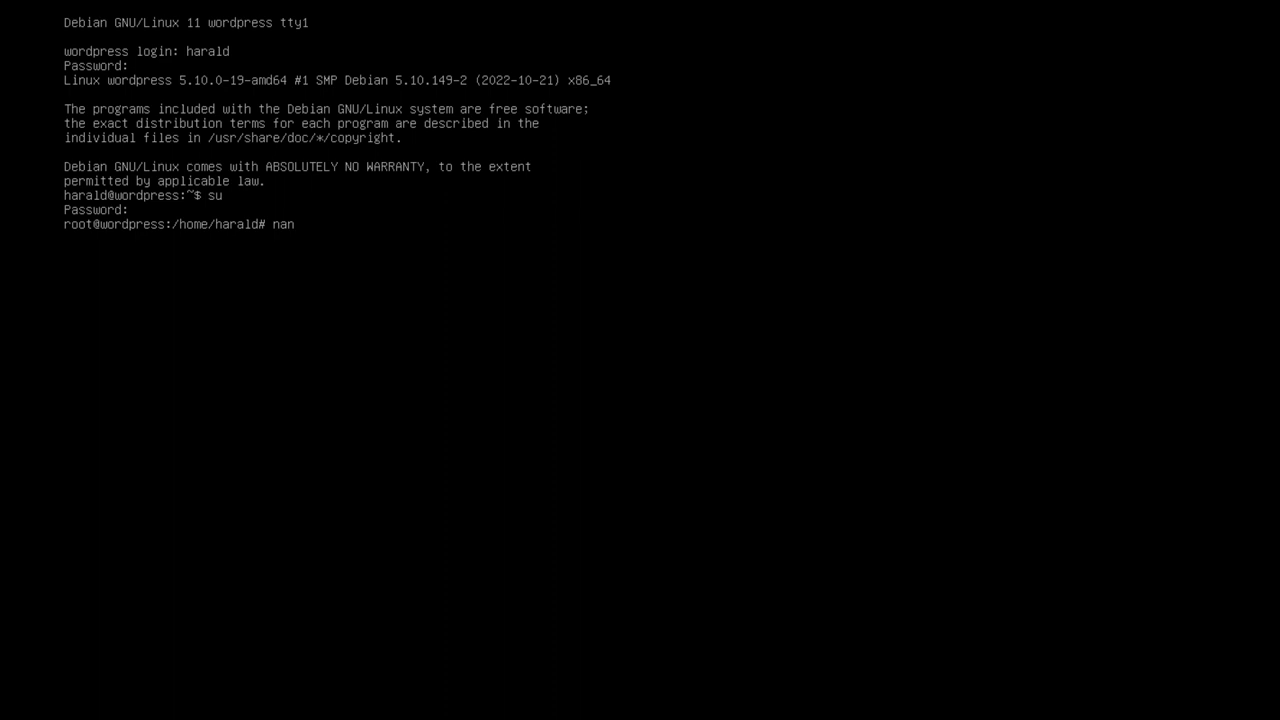 Debian GNU/Linux 11 wordpress tty1
wordpress login: harald
Password:
Linux wordpress 5.10.0-19-amd64 #1 SMP Debian 5.10.149-2 (2022-10-21) x86_64
The programs included with the Debian GNU/Linux system are free software;
the exact distribution terms for each program are described in the
individual files in /usr/share/doc/*/copyright.
Debian GNU/Linux comes with ABSOLUTELY NO WARRANTY, to the extent
permitted by applicable law.
harald@wordpress:~$ su
Password:
root@wordpress:/home/harald# nan